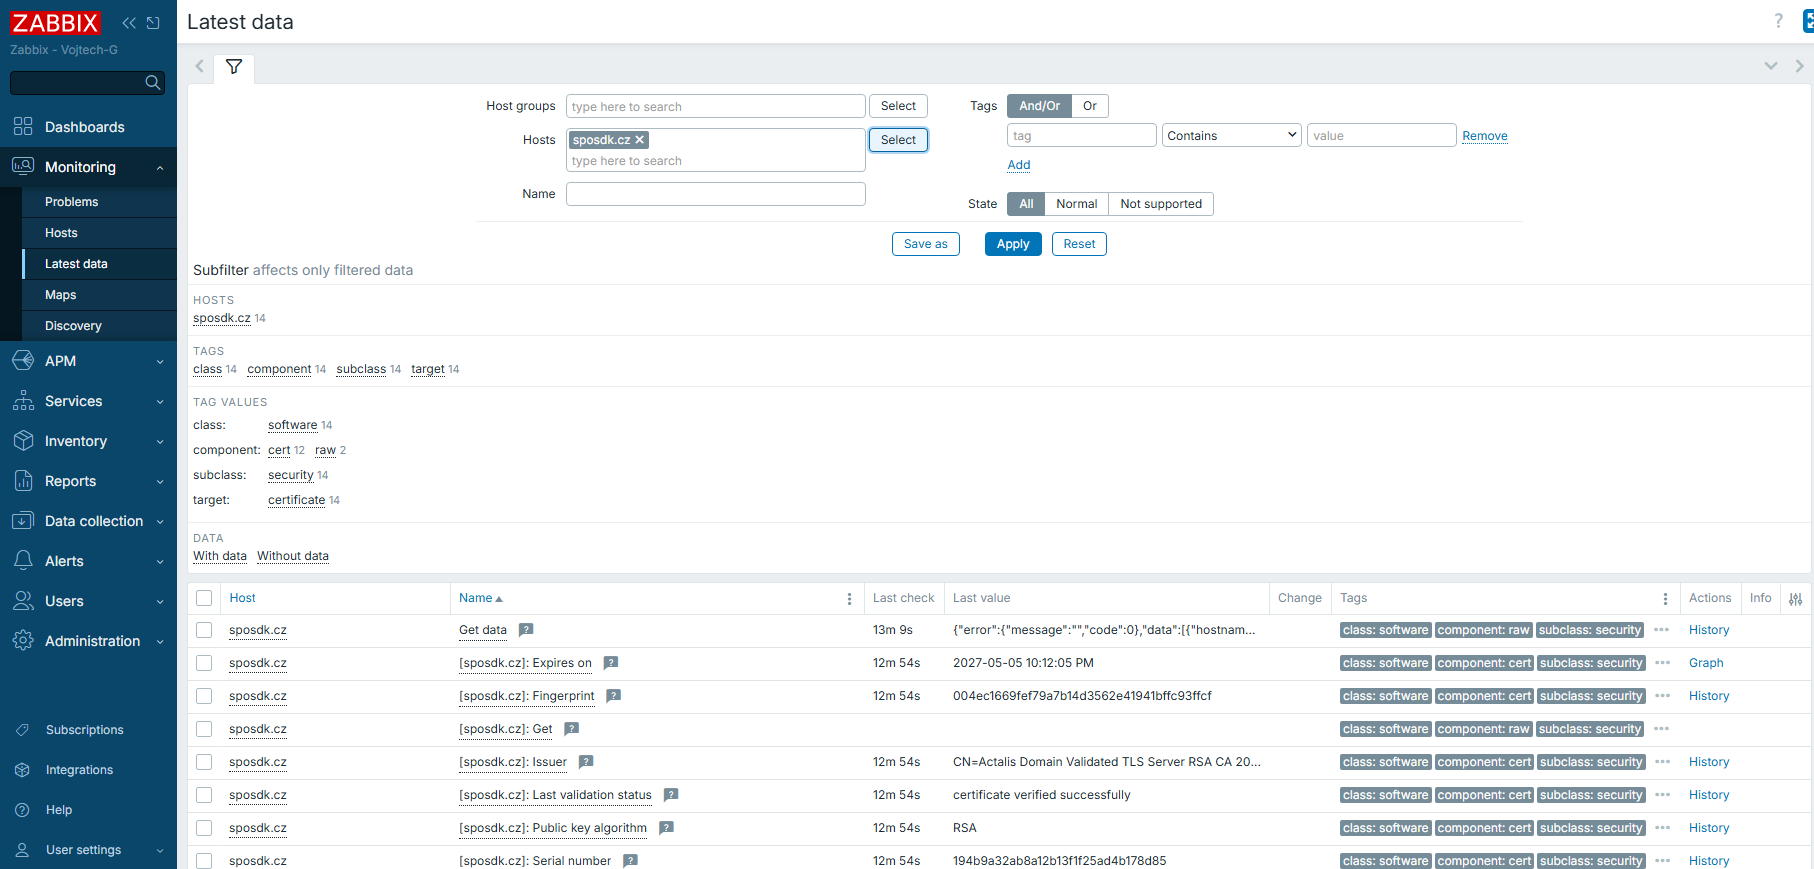 ZABBIX
Zabbix - Vojtech-G
Dashboards
Monitoring
Problems
Hosts
Latest data
Maps
Discovery
APM
Services
Inventory
Reports
Data collection
Alerts
Users
Administration
Subscriptions
Integrations
Help
User settings
Latest data
?
Host groups type here to search Select
Hosts sposdk.cz ✕ Select
type here to search
Name
Tags And/Or Or
tag Contains value Remove
Add
State All Normal Not supported
Save as Apply Reset
Subfilter affects only filtered data
HOSTS
sposdk.cz 14
TAGS
class 14 component 14 subclass 14 target 14
TAG VALUES
class: software 14
component: cert 12 raw 2
subclass: security 14
target: certificate 14
DATA
With data Without data
Host Name Last check Last value Change Tags Actions Info
sposdk.cz Get data ? 13m 9s {"error":{"message":"","code":0},"data":[{"hostnam... class: software component: raw subclass: security ••• History
sposdk.cz [sposdk.cz]: Expires on ? 12m 54s 2027-05-05 10:12:05 PM class: software component: cert subclass: security ••• Graph
sposdk.cz [sposdk.cz]: Fingerprint ? 12m 54s 004ec1669fef79a7b14d3562e41941bffc93ffcf class: software component: cert subclass: security ••• History
sposdk.cz [sposdk.cz]: Get ? class: software component: raw subclass: security •••
sposdk.cz [sposdk.cz]: Issuer ? 12m 54s CN=Actalis Domain Validated TLS Server RSA CA 20... class: software component: cert subclass: security ••• History
sposdk.cz [sposdk.cz]: Last validation status ? 12m 54s certificate verified successfully class: software component: cert subclass: security ••• History
sposdk.cz [sposdk.cz]: Public key algorithm ? 12m 54s RSA class: software component: cert subclass: security ••• History
sposdk.cz [sposdk.cz]: Serial number ? 12m 54s 194b9a32ab8a12b13f1f25ad4b178d85 class: software component: cert subclass: security ••• History